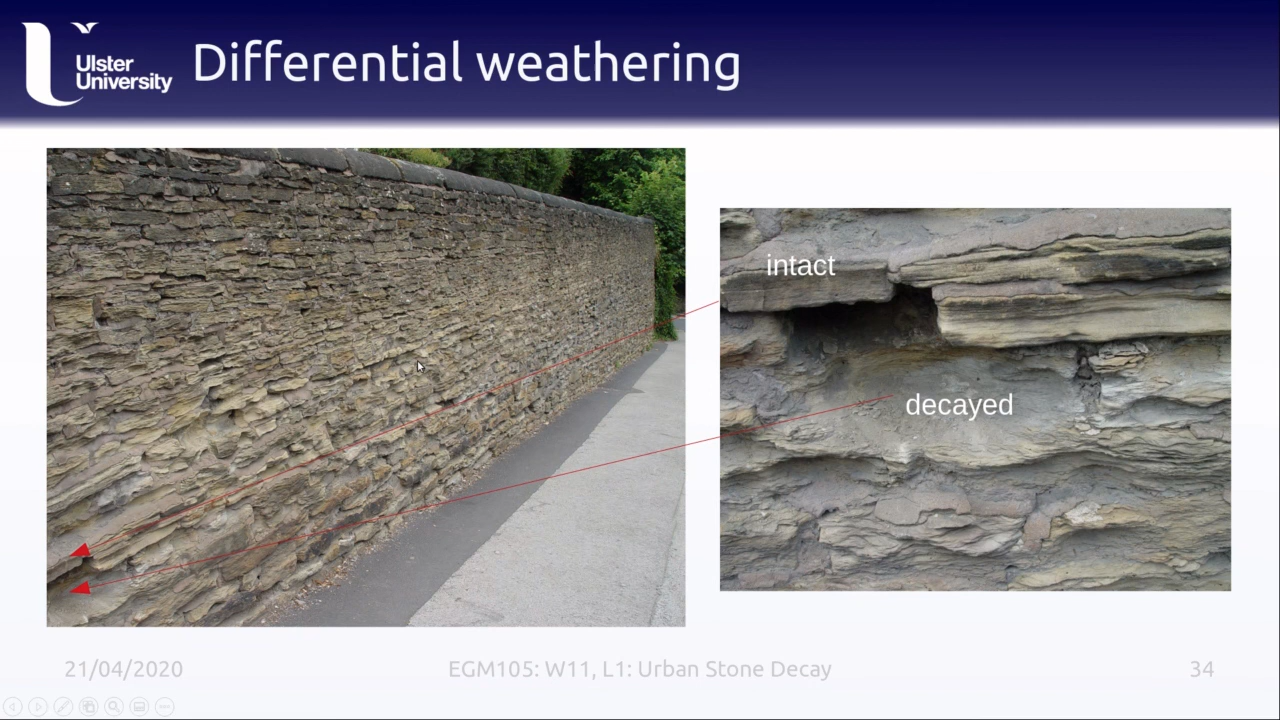 Ulster
University
Differential weathering
intact
decayed
21/04/2020
EGM105: W11, L1: Urban Stone Decay
34